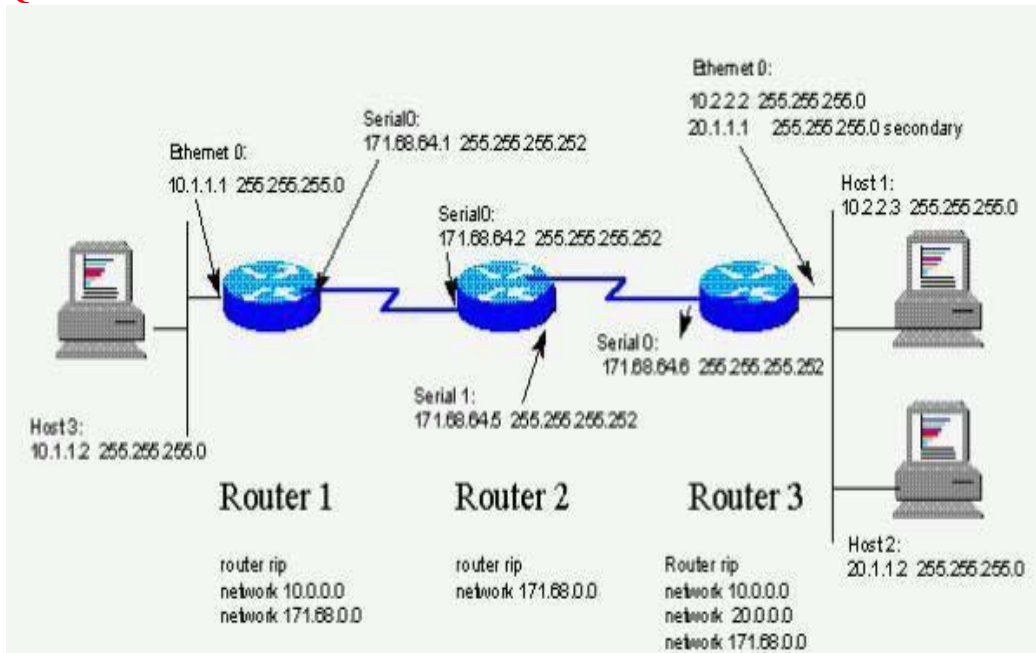 Ethernet 0:
10.2.2.2 255.255.255.0
20.1.1.1 255.255.255.0 secondary
Serial0:
171.68.64.1 255.255.255.252
Ethernet 0:
10.1.1.1 255.255.255.0
Host 1:
10.2.2.3 255.255.255.0
Serial0:
171.68.64.2 255.255.255.252
Serial 0:
171.68.64.6 255.255.255.252
Serial 1:
171.68.64.5 255.255.255.252
Host 3:
10.1.1.2 255.255.255.0
Router 1
Router 2
Router 3
Host 2:
20.1.1.2 255.255.255.0
router rip
network 10.0.0.0
network 171.68.0.0
router rip
network 171.68.0.0
Router rip
network 10.0.0.0
network 20.0.0.0
network 171.68.0.0